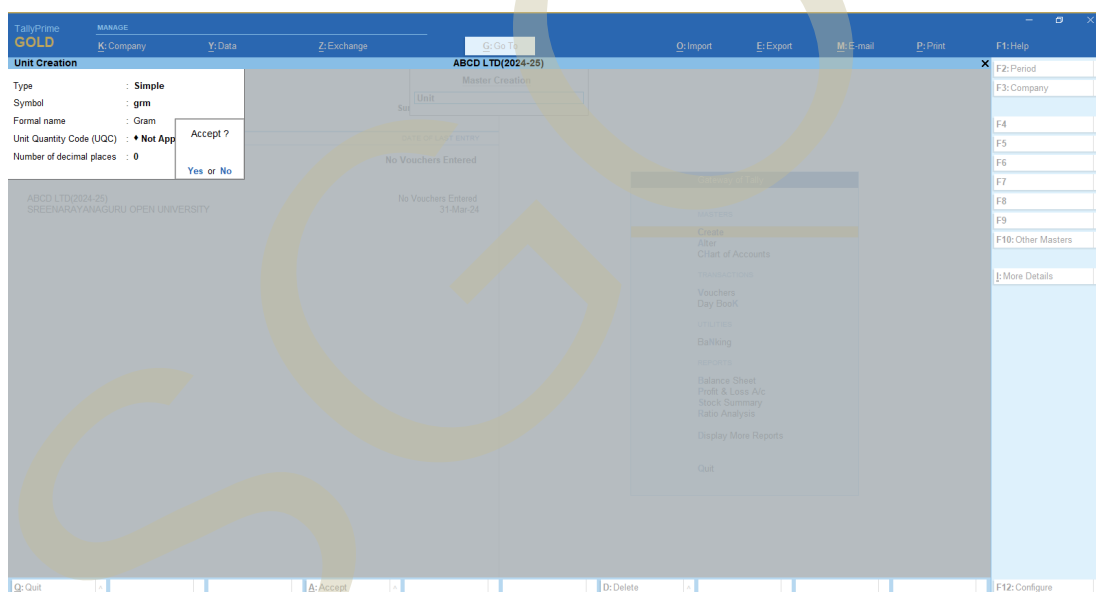 TallyPrime
GOLD
MANAGE
K: Company Y: Data Z: Exchange G: Go To O: Import E: Export M: E-mail P: Print F1: Help
Unit Creation ABCD LTD(2024-25)
Type : Simple
Symbol : grm
Formal name : Gram
Unit Quantity Code (UQC) : ♦ Not App
Number of decimal places : 0
Accept ?
Yes or No
Master Creation
Unit
No Vouchers Entered
ABCD LTD(2024-25) No Vouchers Entered
SREENARAYANAGURU OPEN UNIVERSITY 31-Mar-24
MASTERS
Create
Alter
CHart of Accounts
TRANSACTIONS
Vouchers
Day BooK
UTILITIES
BaNking
REPORTS
Balance Sheet
Profit & Loss A/c
Stock Summary
Ratio Analysis
Display More Reports
Quit
F2: Period
F3: Company
F4
F5
F6
F7
F8
F9
F10: Other Masters
I: More Details
Q: Quit A: Accept D: Delete F12: Configure